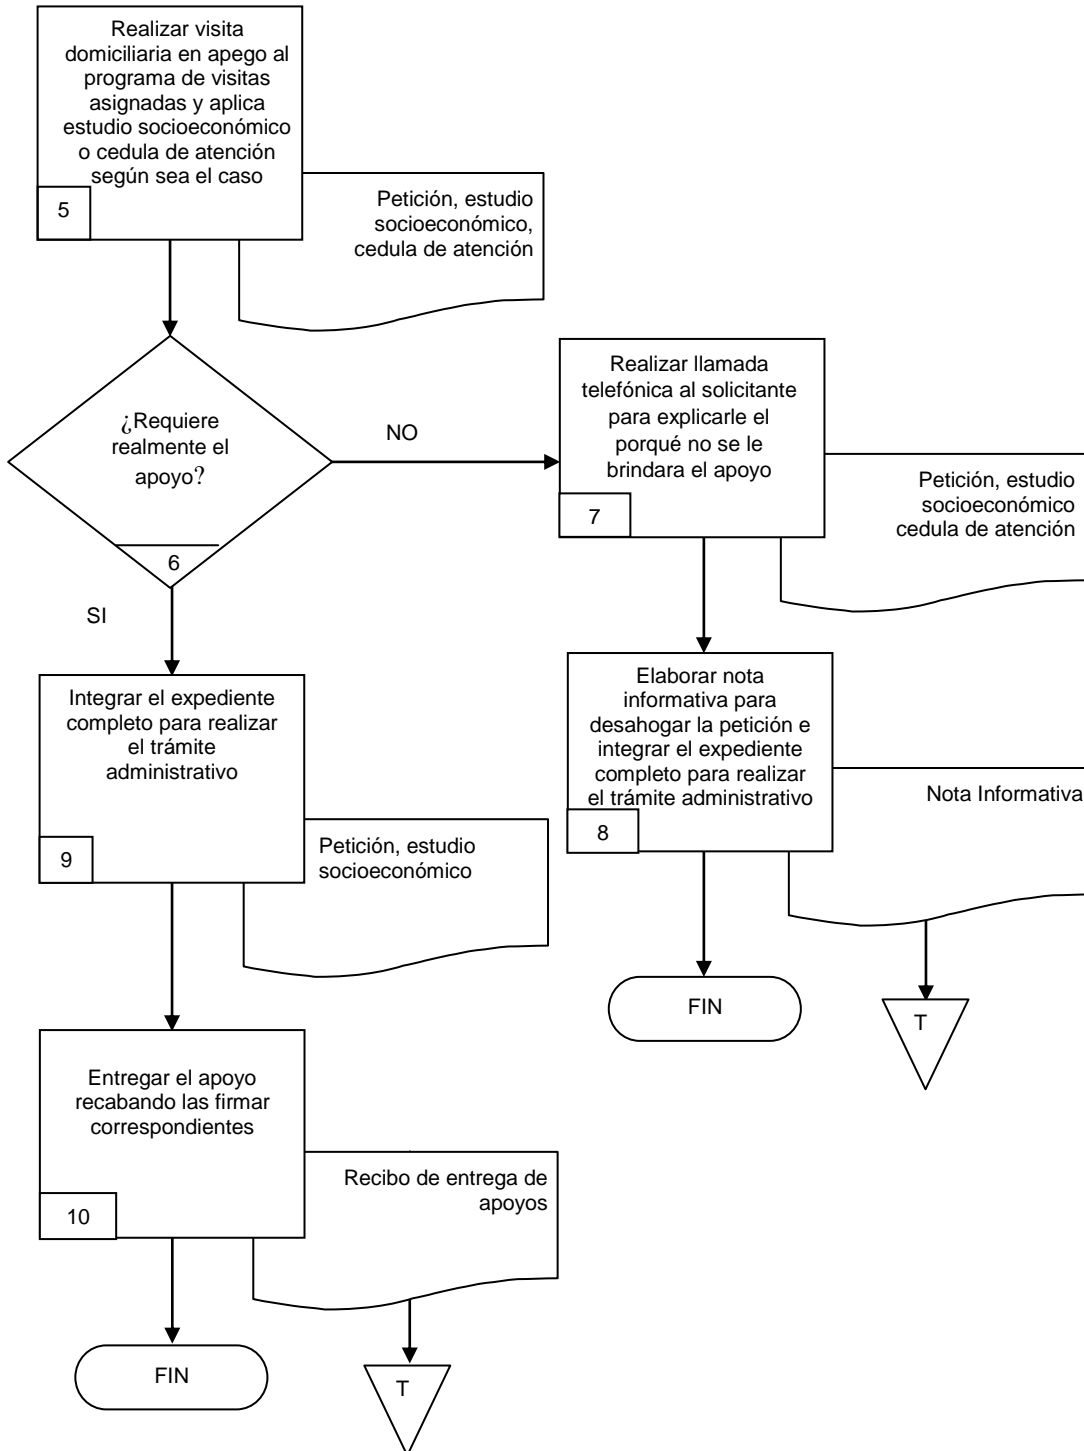 Realizar visita
domiciliaria en apego al
programa de visitas
asignadas y aplica
estudio socioeconómico
o cedula de atención
según sea el caso
5
Petición, estudio
socioeconómico,
cedula de atención
¿Requiere
realmente el
apoyo?
6
NO
SI
Realizar llamada
telefónica al solicitante
para explicarle el
porqué no se le
brindara el apoyo
7
Petición, estudio
socioeconómico
cedula de atención
Elaborar nota
informativa para
desahogar la petición e
integrar el expediente
completo para realizar
el trámite administrativo
8
Nota Informativa
FIN
T
Integrar el expediente
completo para realizar
el trámite
administrativo
9
Petición, estudio
socioeconómico
Entregar el apoyo
recabando las firmar
correspondientes
10
Recibo de entrega de
apoyos
FIN
T